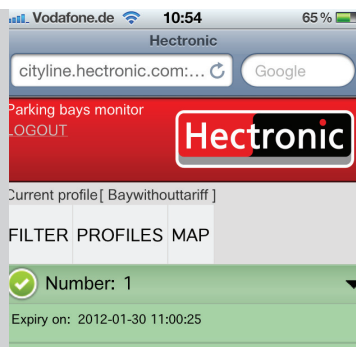 Vodafone.de 10:54 65 %
Hectronic
cityline.hectronic.com:... Google
Parking bays monitor
LOGOUT
Hectronic
Current profile[ Baywithouttariff ]
FILTER PROFILES MAP
Number: 1
Expiry on: 2012-01-30 11:00:25